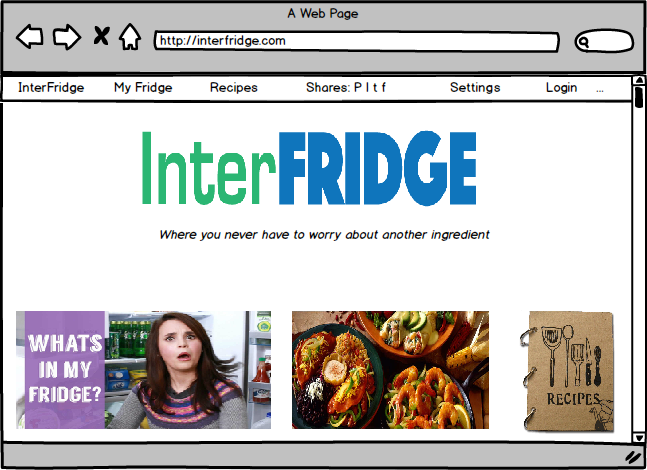 A Web Page
http://interfridge.com
InterFridge My Fridge Recipes Shares: P I t f Settings Login ...
InterFRIDGE
Where you never have to worry about another ingredient
WHATS
IN MY
FRIDGE?
RECIPES